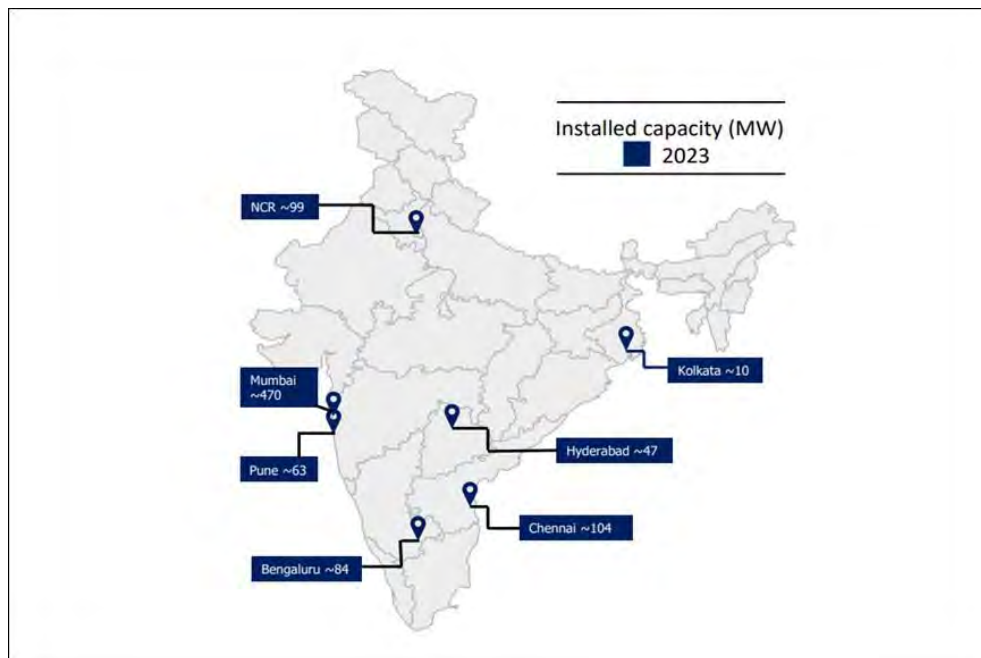 Installed capacity (MW)
2023
NCR ~99
Mumbai
~470
Pune ~63
Bengaluru ~84
Kolkata ~10
Hyderabad ~47
Chennai ~104